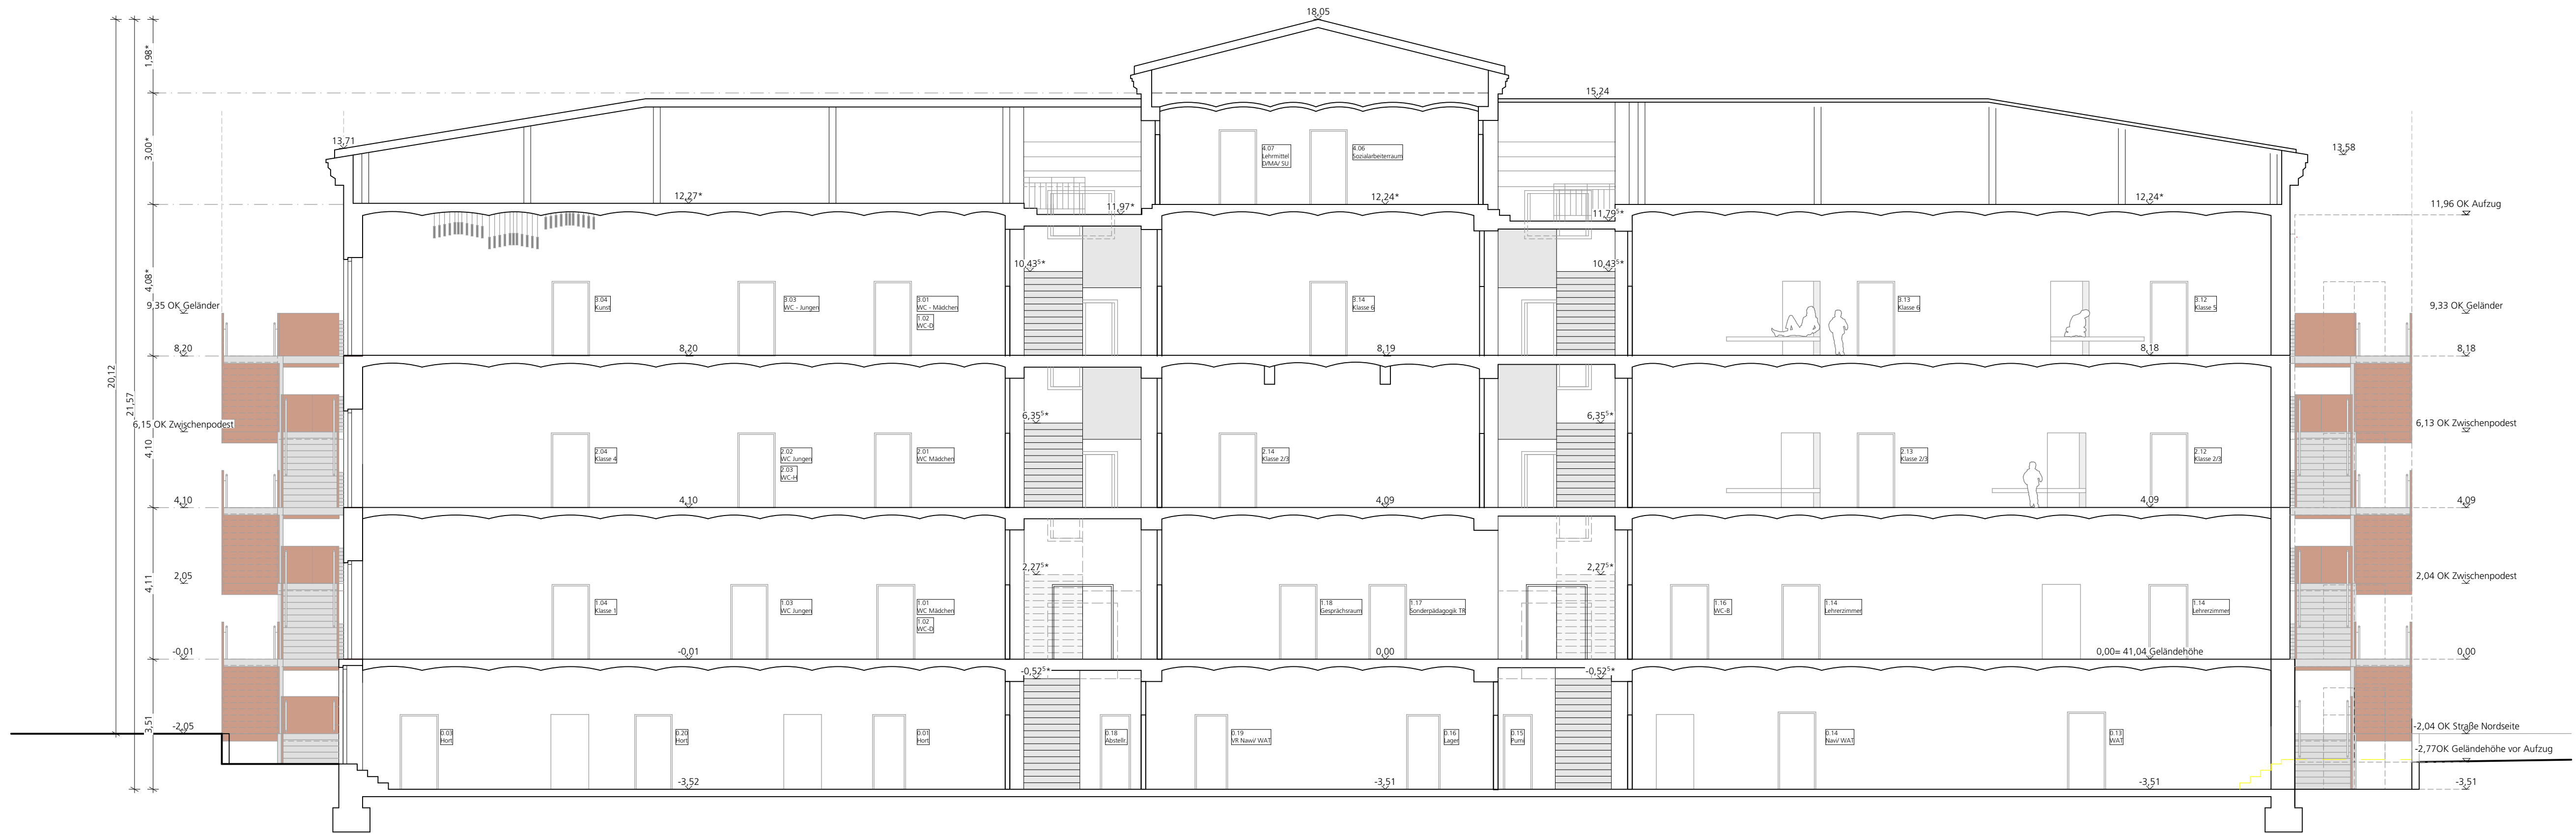 18,05
1,98*
15,24
13,71
13,58
3,00*
4.07
Lehrmittel
D/MA/ SU
4.06
Sozialarbeiterraum
12,27*
12,24*
12,24*
11,97*
11,79⁵*
11,96 OK Aufzug
4,08*
10,43⁵*
10,43⁵*
9,35 OK Geländer
9,33 OK Geländer
3.04
Kunst
3.03
WC - Jungen
3.01
WC - Mädchen
1.02
WC-D
3.14
Klasse 6
3.13
Klasse 6
3.12
Klasse 5
8,20
8,20
8,19
8,18
8,18
20,12
21,57
6,15 OK Zwischenpodest
6,35⁵*
6,35⁵*
6,13 OK Zwischenpodest
4,10
2.04
Klasse 4
2.02
WC Jungen
2.03
WC-H
2.01
WC Mädchen
2.14
Klasse 2/3
2.13
Klasse 2/3
2.12
Klasse 2/3
4,10
4,10
4,09
4,09
4,09
2,05
2,27⁵*
2,27⁵*
2,04 OK Zwischenpodest
4,11
1.04
Klasse 1
1.03
WC Jungen
1.01
WC Mädchen
1.02
WC-D
1.18
Gesprächsraum
1.17
Sonderpädagogik TR
1.16
WC-B
1.14
Lehrerzimmer
1.14
Lehrerzimmer
-0,01
-0,01
0,00
0,00= 41,04 Geländehöhe
0,00
-0,52⁵*
-0,52⁵*
3,51
-2,05
-2,04 OK Straße Nordseite
0.03
Hort
0.20
Hort
0.01
Hort
0.18
Abstellr.
0.19
VR Nawi/ WAT
0.16
Lager
0.15
Pumi
0.14
Nawi/ WAT
0.13
WAT
-2,77OK Geländehöhe vor Aufzug
-3,52
-3,51
-3,51
-3,51